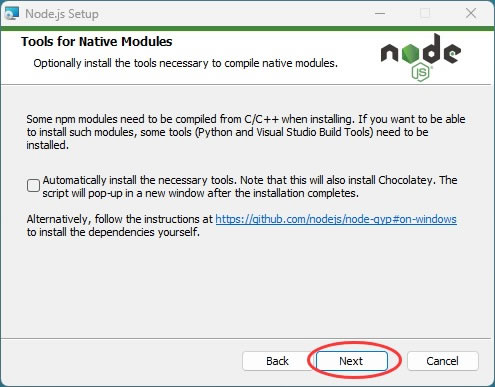 Node.js Setup
Tools for Native Modules
Optionally install the tools necessary to compile native modules.
node
JS
Some npm modules need to be compiled from C/C++ when installing. If you want to be able
to install such modules, some tools (Python and Visual Studio Build Tools) need to be
installed.
Automatically install the necessary tools. Note that this will also install Chocolatey. The
script will pop-up in a new window after the installation completes.
Alternatively, follow the instructions at https://github.com/nodejs/node-gyp#on-windows
to install the dependencies yourself.
Back Next Cancel